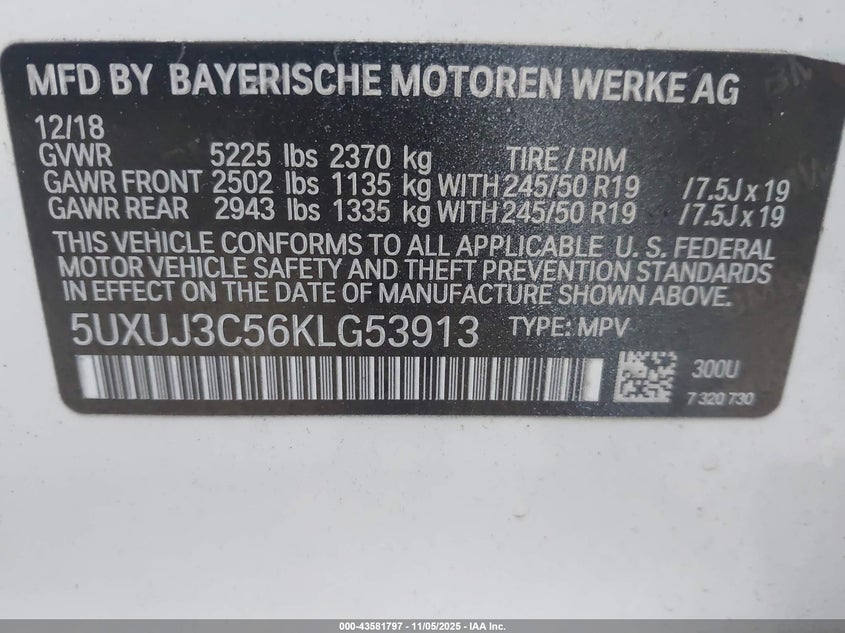 MFD BY BAYERISCHE MOTOREN WERKE AG
12/18
GVWR 5225 lbs 2370 kg TIRE / RIM
GAWR FRONT 2502 lbs 1135 kg WITH 245/50 R19 /7.5J x 19
GAWR REAR 2943 lbs 1335 kg WITH 245/50 R19 /7.5J x 19
THIS VEHICLE CONFORMS TO ALL APPLICABLE U. S. FEDERAL
MOTOR VEHICLE SAFETY AND THEFT PREVENTION STANDARDS
IN EFFECT ON THE DATE OF MANUFACTURE SHOWN ABOVE.
5UXUJ3C56KLG53913 TYPE: MPV
300U
7 320 730
000-43581797 - 11/05/2025 - IAA Inc.